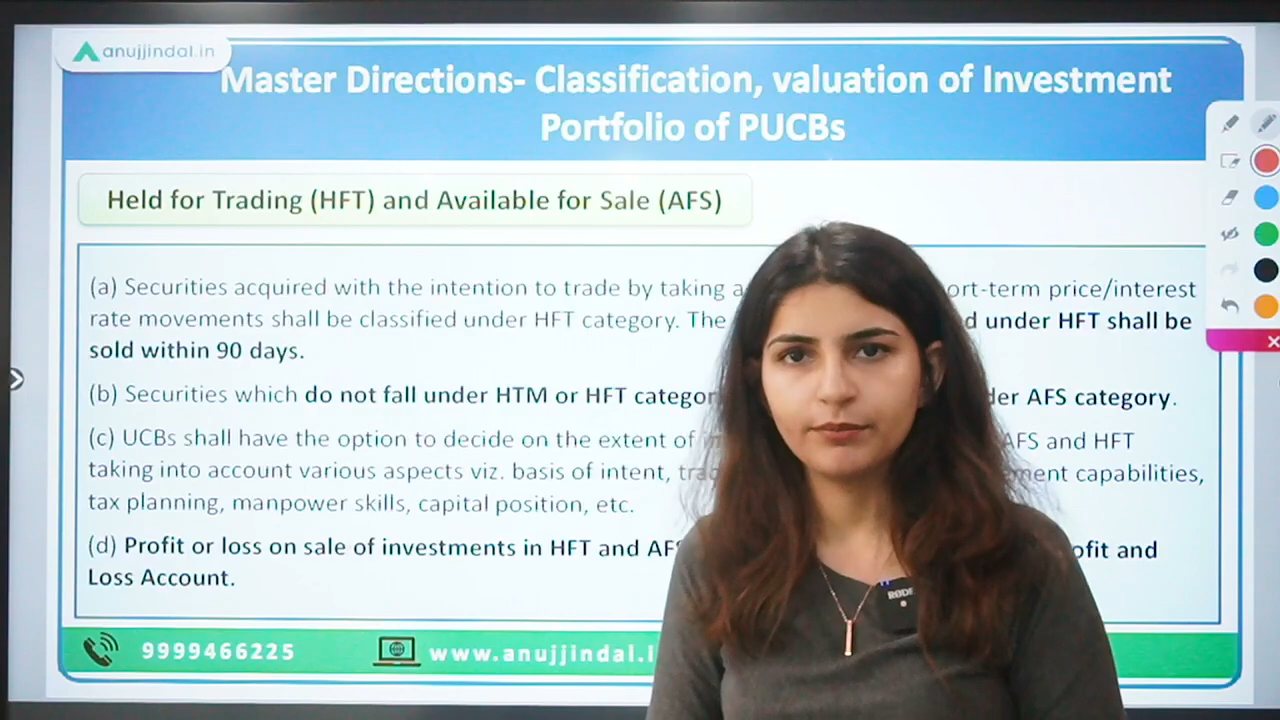 anujjindal.in
Master Directions- Classification, valuation of Investment
Portfolio of PUCBs
Held for Trading (HFT) and Available for Sale (AFS)
(a) Securities acquired with the intention to trade by taking a ort-term price/interest
rate movements shall be classified under HFT category. The d under HFT shall be
sold within 90 days.
(b) Securities which do not fall under HTM or HFT categor der AFS category.
(c) UCBs shall have the option to decide on the extent of AFS and HFT
taking into account various aspects viz. basis of intent, trad ement capabilities,
tax planning, manpower skills, capital position, etc.
(d) Profit or loss on sale of investments in HFT and AFS ofit and
Loss Account.
RØDE
9999466225
www.anujjindal.i